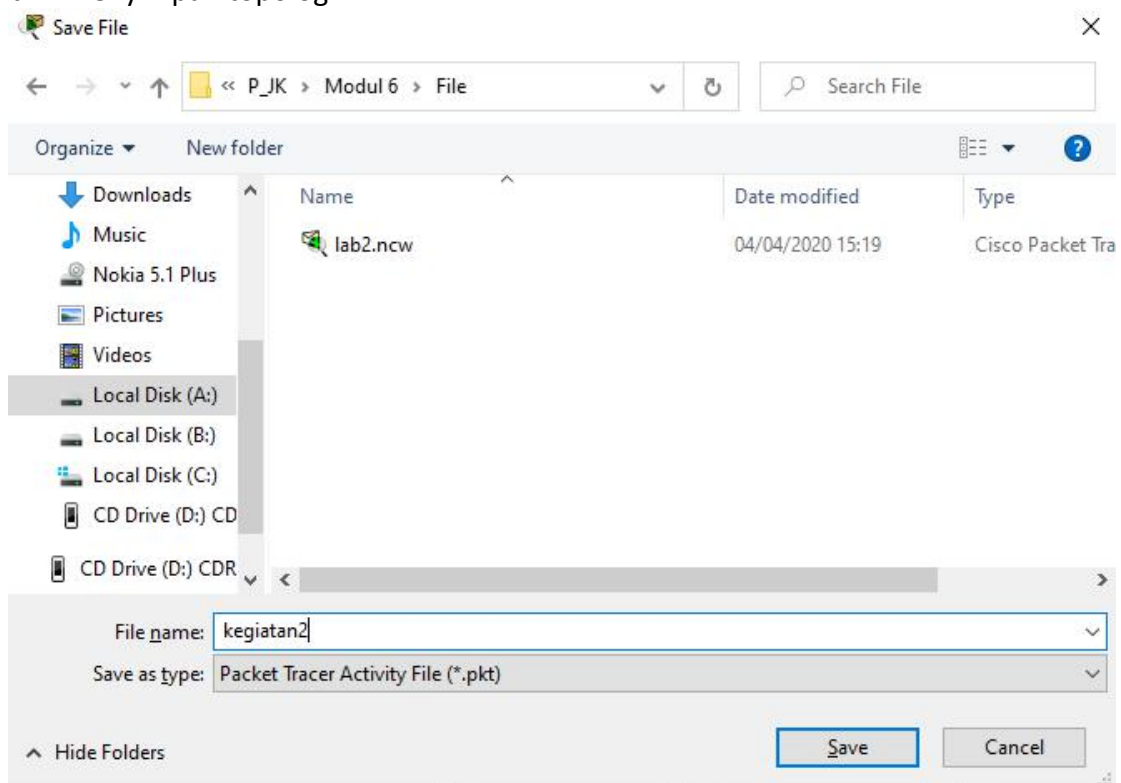 Save File
« P_JK › Modul 6 › File
Search File
Organize
New folder
Name
Date modified
Type
Downloads
Music
Nokia 5.1 Plus
Pictures
Videos
Local Disk (A:)
Local Disk (B:)
Local Disk (C:)
CD Drive (D:) CD
CD Drive (D:) CDR
lab2.ncw
04/04/2020 15:19
Cisco Packet Tra
File name: kegiatan2
Save as type: Packet Tracer Activity File (*.pkt)
Hide Folders
Save
Cancel